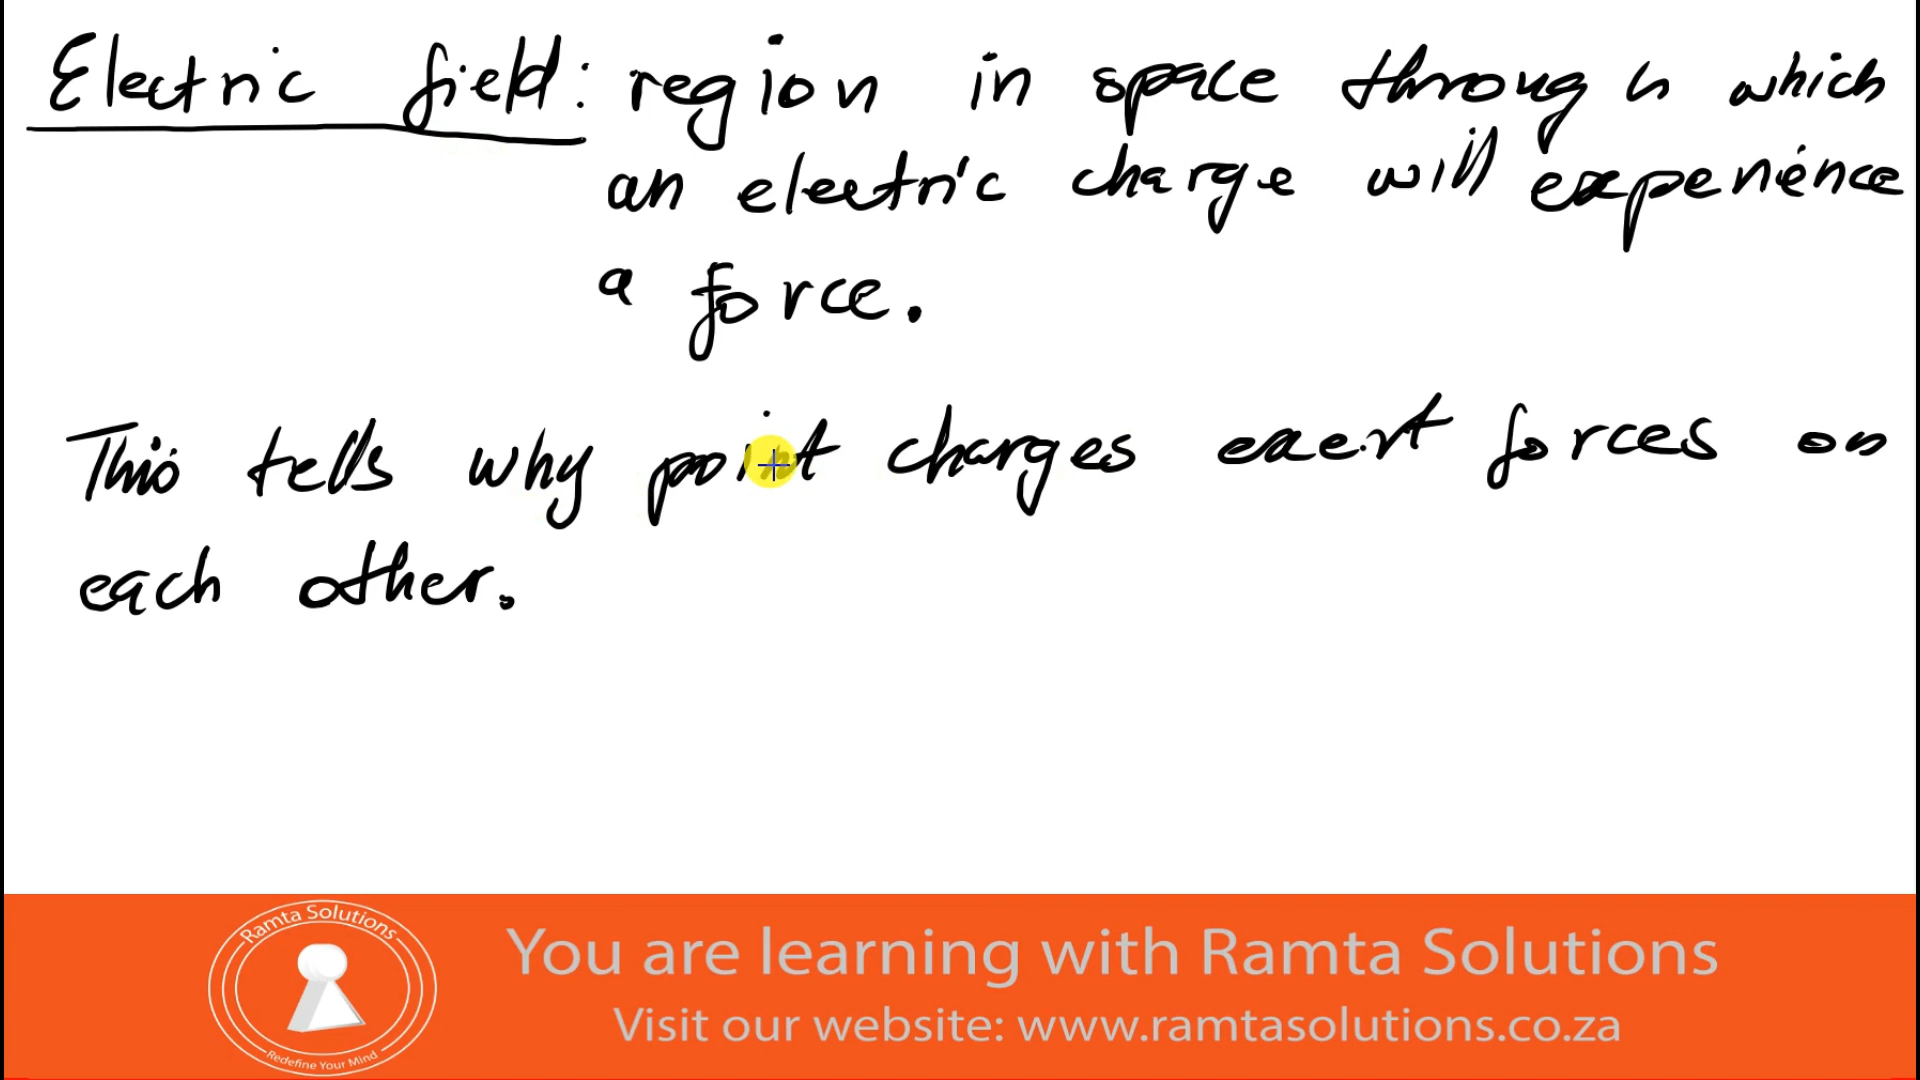 Electric field: region in space through which
an electric charge will experience
a force.
This tells why point charges exert forces on
each other.
Ramta Solutions
Redefine Your Mind
You are learning with Ramta Solutions
Visit our website: www.ramtasolutions.co.za